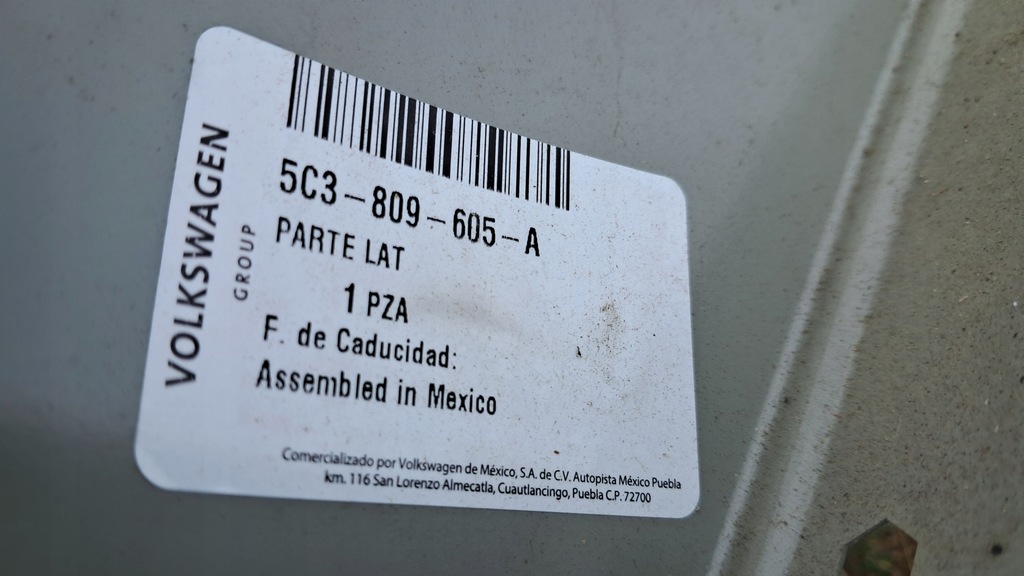 VOLKSWAGEN
GROUP
5C3-809-605-A
PARTE LAT
1 PZA
F. de Caducidad:
Assembled in Mexico
Comercializado por Volkswagen de México, S.A. de C.V. Autopista México Puebla
km. 116 San Lorenzo Almecatla, Cuautlancingo, Puebla C.P. 72700